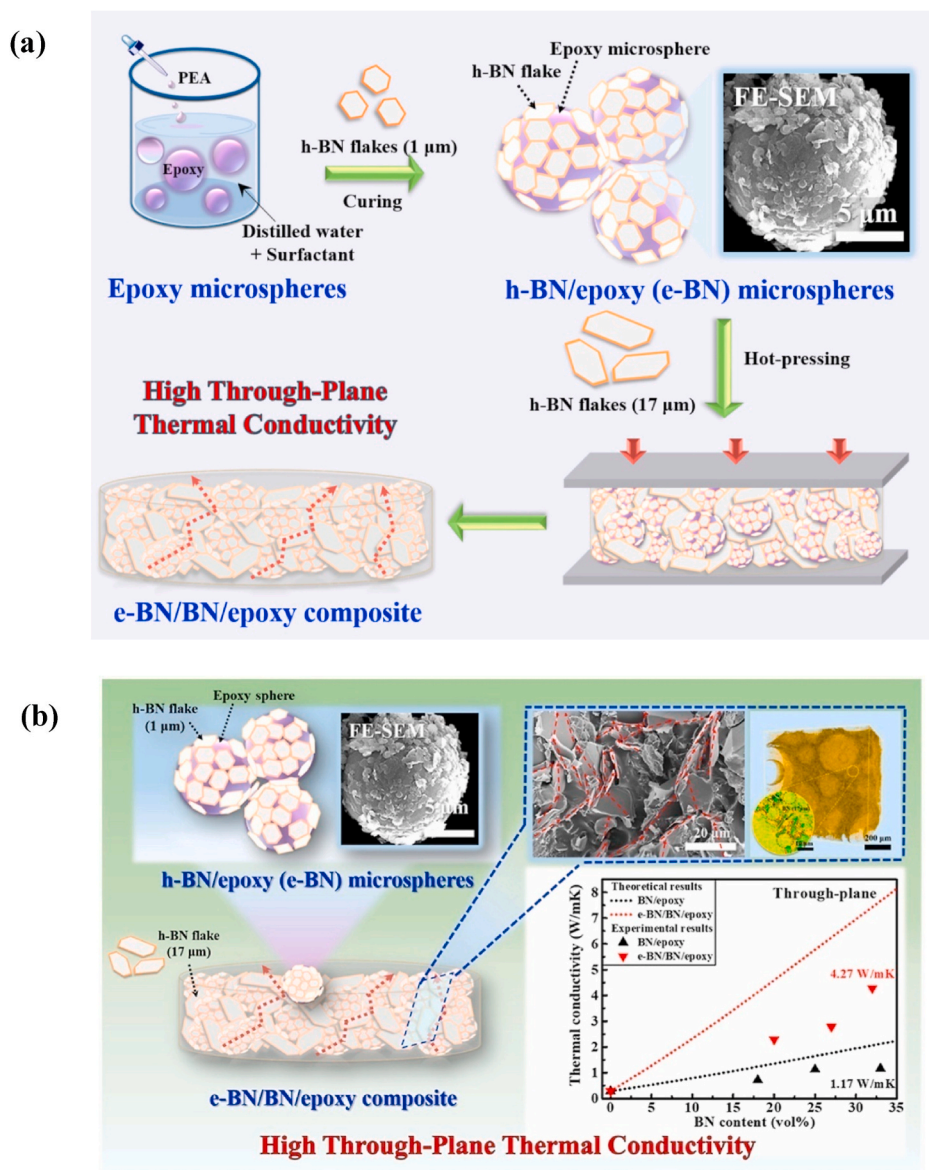 (a)
PEA
Epoxy
Distilled water
+ Surfactant
Epoxy microspheres
h-BN flakes (1 μm)
Curing
Epoxy microsphere
h-BN flake
FE-SEM
5 μm
h-BN/epoxy (e-BN) microspheres
h-BN flakes (17 μm)
Hot-pressing
High Through-Plane
Thermal Conductivity
e-BN/BN/epoxy composite
(b)
Epoxy sphere
h-BN flake
(1 μm)
FE-SEM
5 μm
h-BN/epoxy (e-BN) microspheres
h-BN flake
(17 μm)
e-BN/BN/epoxy composite
20 μm
200 μm
Through-plane
Theoretical results
BN/epoxy
e-BN/BN/epoxy
Experimental results
BN/epoxy
e-BN/BN/epoxy
4.27 W/mK
1.17 W/mK
Thermal conductivity (W/mK)
8
7
6
5
4
3
2
1
0
0 5 10 15 20 25 30 35
BN content (vol%)
High Through-Plane Thermal Conductivity